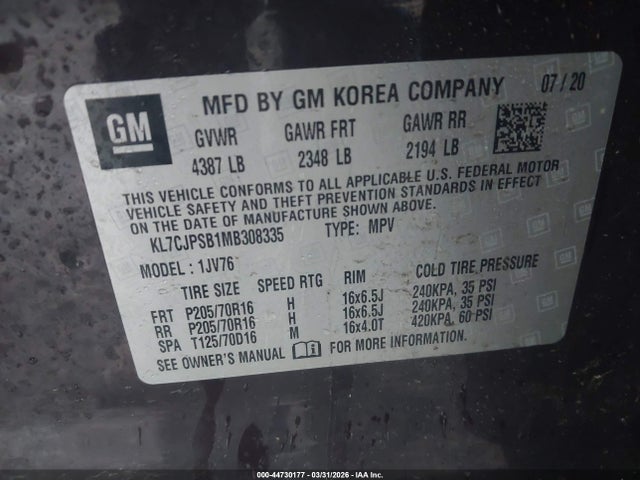 GM
MFD BY GM KOREA COMPANY 07 / 20
GVWR GAWR FRT GAWR RR
4387 LB 2348 LB 2194 LB
THIS VEHICLE CONFORMS TO ALL APPLICABLE U.S. FEDERAL MOTOR
VEHICLE SAFETY AND THEFT PREVENTION STANDARDS IN EFFECT
ON THE DATE OF MANUFACTURE SHOWN ABOVE.
KL7CJPSB1MB308335 TYPE: MPV
MODEL : 1JV76
TIRE SIZE SPEED RTG RIM COLD TIRE PRESSURE
FRT P205/70R16 H 16x6.5J 240KPA, 35 PSI
RR P205/70R16 H 16x6.5J 240KPA, 35 PSI
SPA T125/70D16 M 16x4.0T 420KPA, 60 PSI
SEE OWNER'S MANUAL FOR MORE INFORMATION.
000-44730177 - 03/31/2026 - IAA Inc.